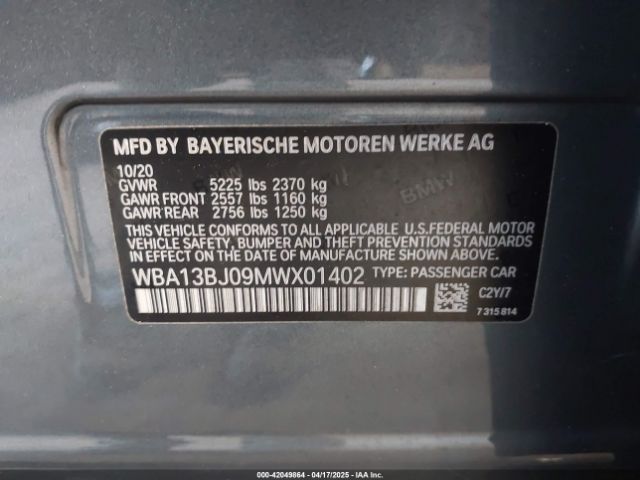 MFD BY BAYERISCHE MOTOREN WERKE AG
10/20
GVWR 5225 lbs 2370 kg
GAWR FRONT 2557 lbs 1160 kg
GAWR REAR 2756 lbs 1250 kg
THIS VEHICLE CONFORMS TO ALL APPLICABLE U.S.FEDERAL MOTOR
VEHICLE SAFETY, BUMPER AND THEFT PREVENTION STANDARDS
IN EFFECT ON THE DATE OF MANUFACTURE SHOWN ABOVE.
WBA13BJ09MWX01402 TYPE: PASSENGER CAR
C2Y/7
7 315 814
000-42049864 - 04/17/2025 - IAA Inc.